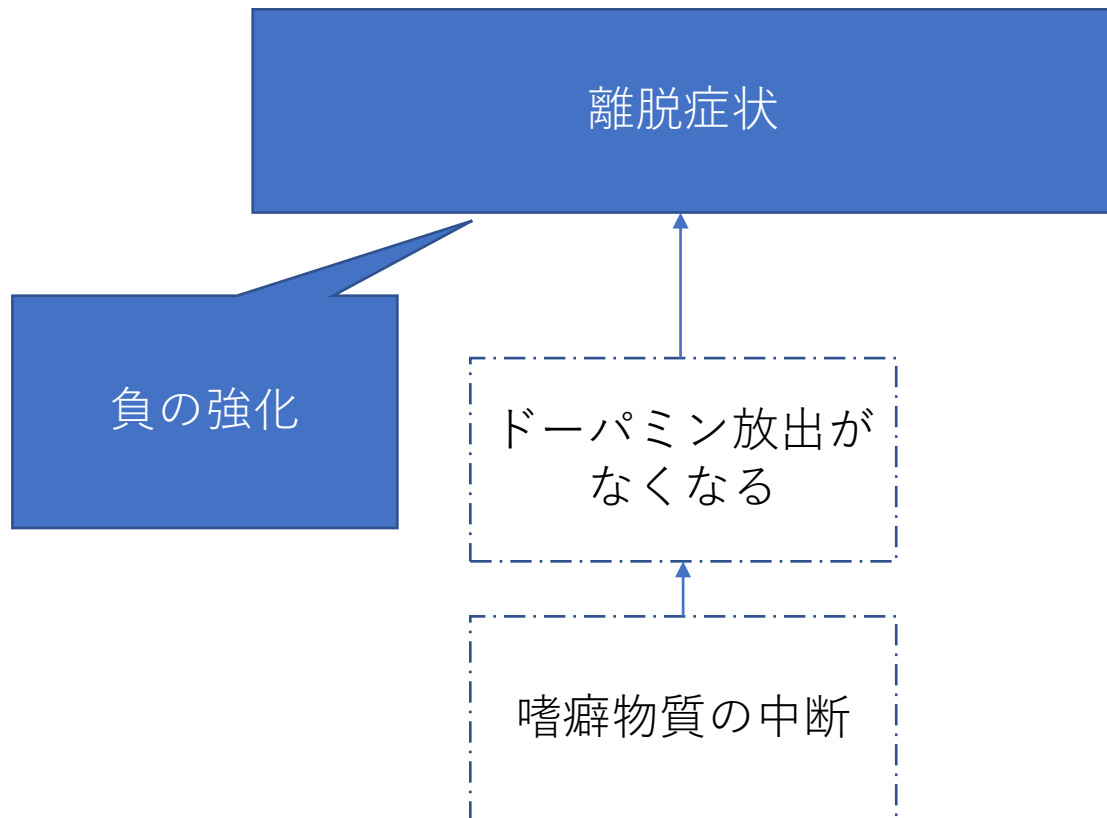 離脱症状
負の強化
ドーパミン放出が
なくなる
嗜癖物質の中断